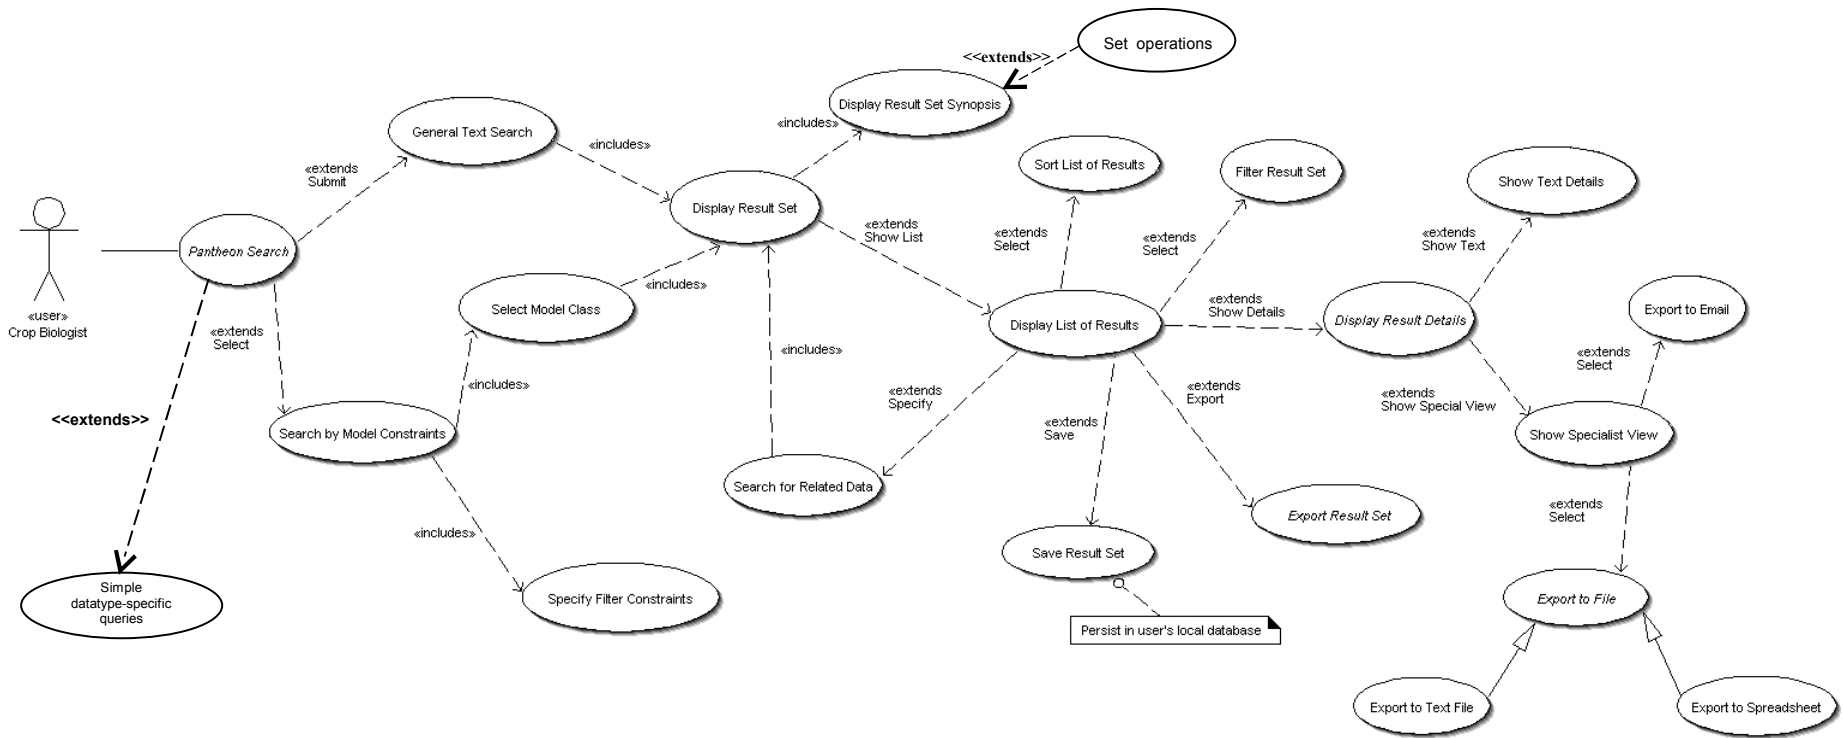 Set operations
<<extends>>
Display Result Set Synopsis
General Text Search
«includes»
«includes»
Sort List of Results
Filter Result Set
Show Text Details
«extends
Submit
Display Result Set
«extends
Show List
«extends
Select
«extends
Select
«extends
Show Text
Pantheon Search
«user»
Crop Biologist
«extends
Select
Select Model Class
«includes»
Display List of Results
«extends
Show Details
Display Result Details
Export to Email
«includes»
«includes»
«extends
Specify
«extends
Export
«extends
Show Special View
«extends
Select
<<extends>>
Search by Model Constraints
«extends
Save
Show Specialist View
Search for Related Data
«includes»
Export Result Set
«extends
Select
Save Result Set
Simple
datatype-specific
queries
Specify Filter Constraints
Export to File
Persist in user's local database
Export to Text File
Export to Spreadsheet